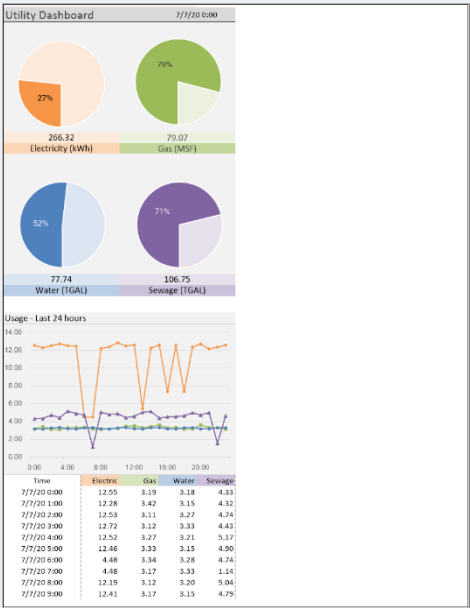 Utility Dashboard 7/7/20 0:00
27%
79%
266.32 79.07
Electricity (kWh) Gas (MSF)
52%
71%
77.74 106.75
Water (TGAL) Sewage (TGAL)
Usage - Last 24 hours
14.00
12.00
10.00
8.00
6.00
4.00
2.00
0.00
0:00 4:00 8:00 12:00 16:00 20:00
Time Electric Gas Water Sewage
7/7/20 0:00 12.55 3.19 3.18 4.33
7/7/20 1:00 12.28 3.42 3.15 4.32
7/7/20 2:00 12.53 3.11 3.27 4.74
7/7/20 3:00 12.72 3.12 3.33 4.43
7/7/20 4:00 12.52 3.27 3.21 5.17
7/7/20 5:00 12.46 3.33 3.15 4.90
7/7/20 6:00 4.48 3.34 3.28 4.74
7/7/20 7:00 4.48 3.17 3.33 1.14
7/7/20 8:00 12.19 3.12 3.20 5.04
7/7/20 9:00 12.41 3.17 3.15 4.79